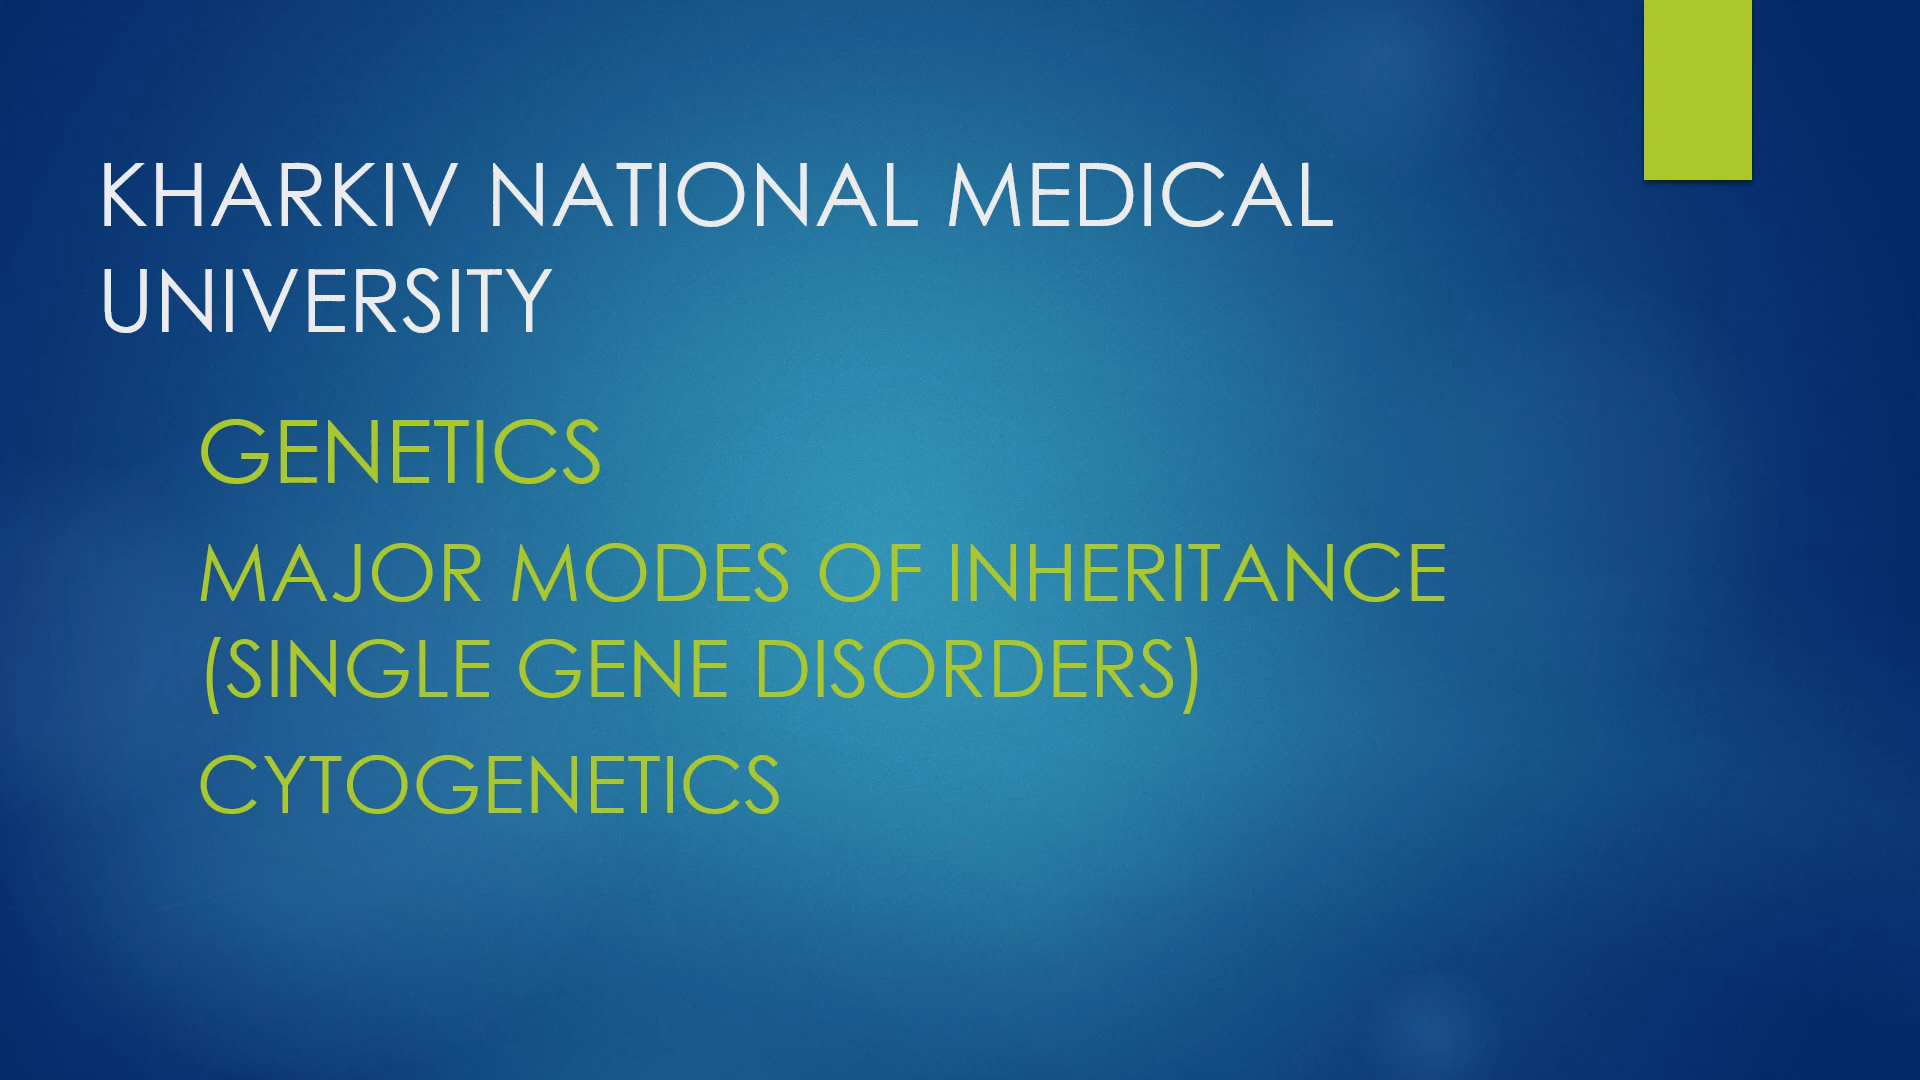 KHARKIV NATIONAL MEDICAL
UNIVERSITY
GENETICS
MAJOR MODES OF INHERITANCE
(SINGLE GENE DISORDERS)
CYTOGENETICS